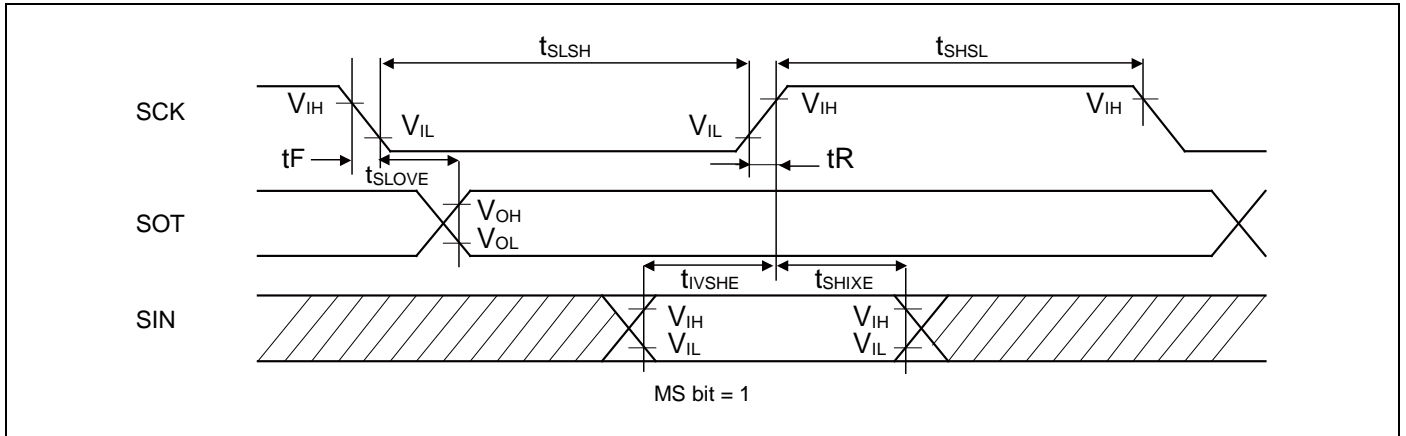 tSLSH
tSHSL
SCK
VIH
VIL
VIL
VIH
VIH
tF
tSLOVE
tR
SOT
VOH
VOL
tIVSHE
tSHIXE
SIN
VIH
VIL
VIH
VIL
MS bit = 1